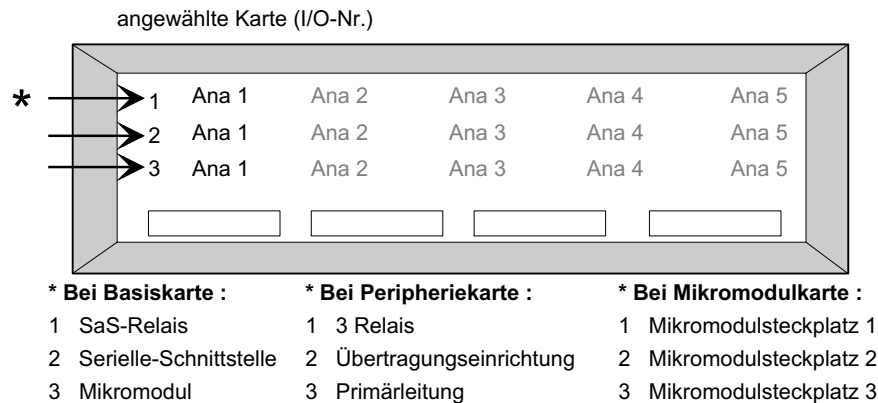 angewählte Karte (I/O-Nr.)
* 1 Ana 1 Ana 2 Ana 3 Ana 4 Ana 5
2 Ana 1 Ana 2 Ana 3 Ana 4 Ana 5
3 Ana 1 Ana 2 Ana 3 Ana 4 Ana 5
* Bei Basiskarte : * Bei Peripheriekarte : * Bei Mikromodulkarte :
1 SaS-Relais 1 3 Relais 1 Mikromodulsteckplatz 1
2 Serielle-Schnittstelle 2 Übertragungseinrichtung 2 Mikromodulsteckplatz 2
3 Mikromodul 3 Primärleitung 3 Mikromodulsteckplatz 3